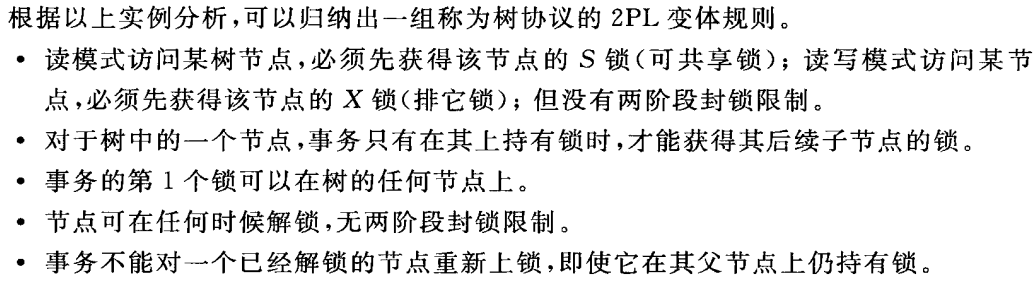 根据以上实例分析,可以归纳出一组称为树协议的 2PL 变体规则。
• 读模式访问某树节点,必须先获得该节点的 S 锁(可共享锁);读写模式访问某节
点,必须先获得该节点的 X 锁(排它锁);但没有两阶段封锁限制。
• 对于树中的一个节点,事务只有在其上持有锁时,才能获得其后续子节点的锁。
• 事务的第 1 个锁可以在树的任何节点上。
• 节点可在任何时候解锁,无两阶段封锁限制。
• 事务不能对一个已经解锁的节点重新上锁,即使它在其父节点上仍持有锁。